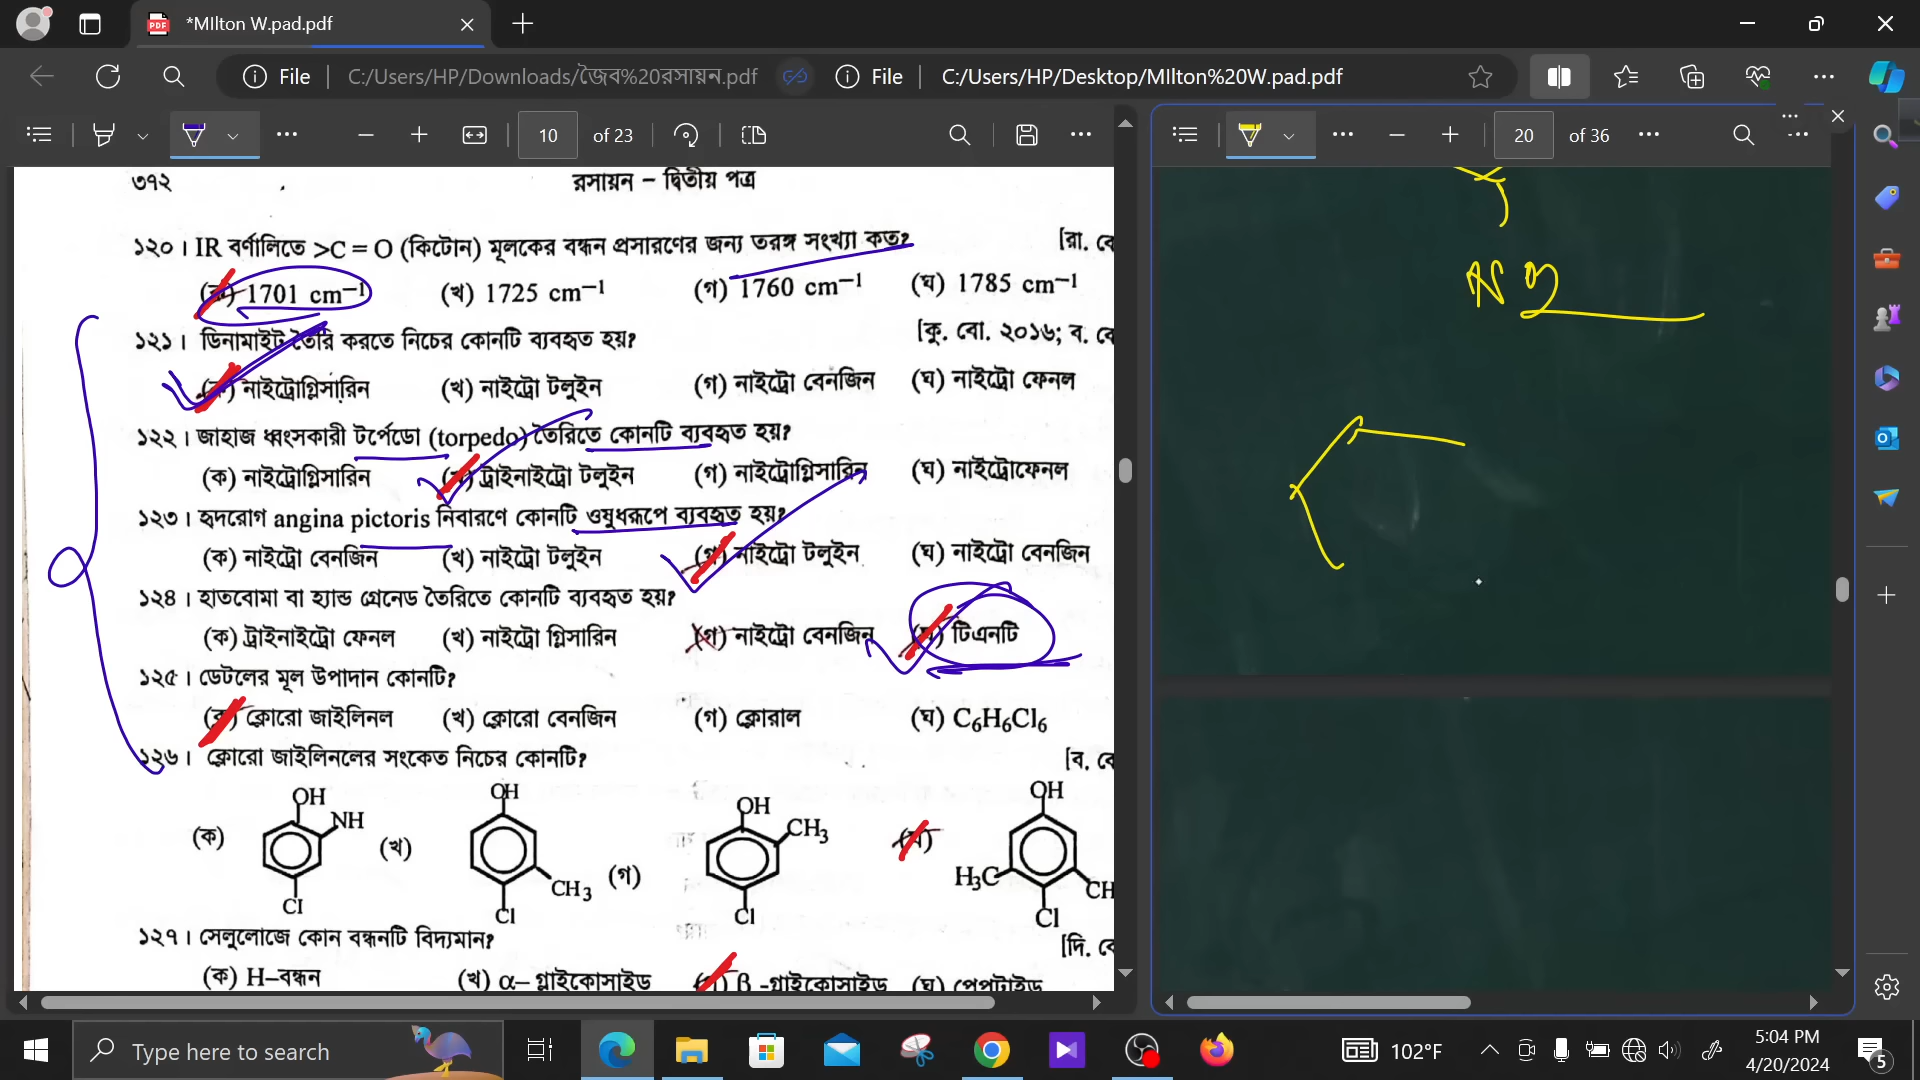 *MIlton W.pad.pdf
File C:/Users/HP/Downloads/জৈব%20রসায়ন.pdf File C:/Users/HP/Desktop/MIlton%20W.pad.pdf
10 of 23 20 of 36
৩৭২ রসায়ন – দ্বিতীয় পত্র
১২০। IR বর্ণালিতে >C = O (কিটোন) মূলকের বন্ধন প্রসারণের জন্য তরঙ্গ সংখ্যা কত? [রা. বে
(ক) 1701 cm–1 (খ) 1725 cm–1 (গ) 1760 cm–1 (ঘ) 1785 cm–1
১২১। ডিনামাইট তৈরি করতে নিচের কোনটি ব্যবহৃত হয়? [কু. বো. ২০১৬; ব. বে
(ক) নাইট্রোগ্লিসারিন (খ) নাইট্রো টলুইন (গ) নাইট্রো বেনজিন (ঘ) নাইট্রো ফেনল
১২২। জাহাজ ধ্বংসকারী টর্পেডো (torpedo) তৈরিতে কোনটি ব্যবহৃত হয়?
(ক) নাইট্রোগ্লিসারিন (খ) ট্রাইনাইট্রো টলুইন (গ) নাইট্রোগ্লিসারিন (ঘ) নাইট্রোফেনল
১২৩। হৃদরোগ angina pictoris নিবারণে কোনটি ওষুধরূপে ব্যবহৃত হয়?
(ক) নাইট্রো বেনজিন (খ) নাইট্রো টলুইন (গ) নাইট্রো টলুইন (ঘ) নাইট্রো বেনজিন
১২৪। হাতবোমা বা হ্যান্ড গ্রেনেড তৈরিতে কোনটি ব্যবহৃত হয়?
(ক) ট্রাইনাইট্রো ফেনল (খ) নাইট্রো গ্লিসারিন (গ) নাইট্রো বেনজিন (ঘ) টিএনটি
১২৫। ডেটলের মূল উপাদান কোনটি?
(ক) ক্লোরো জাইলিনল (খ) ক্লোরো বেনজিন (গ) ক্লোরাল (ঘ) C6H6Cl6
১২৬। ক্লোরো জাইলিনলের সংকেত নিচের কোনটি? [ব. বে
(ক) OH NH Cl (খ) OH CH3 Cl (গ) OH CH3 Cl (ঘ) OH H3C CH Cl
১২৭। সেলুলোজে কোন বন্ধনটি বিদ্যমান? [দি. বে
(ক) H–বন্ধন (খ) α– গ্লাইকোসাইড (গ) β -গ্লাইকোসাইড (ঘ) পেপটাইড
Type here to search 102°F 5:04 PM
4/20/2024 5